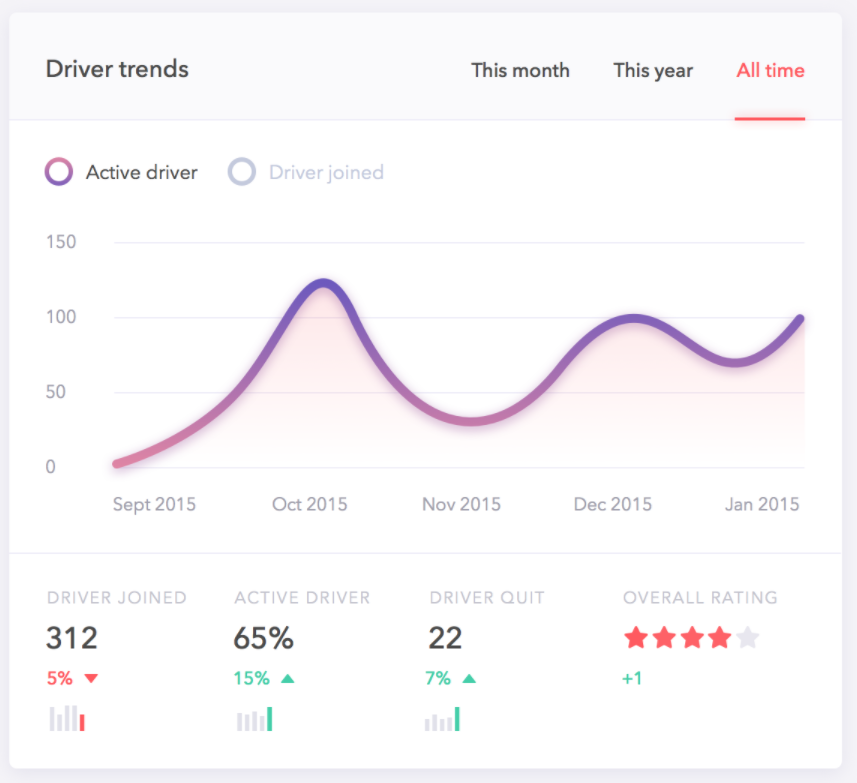 Driver trends This month This year All time
Active driver Driver joined
150
100
50
0
Sept 2015 Oct 2015 Nov 2015 Dec 2015 Jan 2015
DRIVER JOINED ACTIVE DRIVER DRIVER QUIT OVERALL RATING
312 65% 22
5% 15% 7% +1